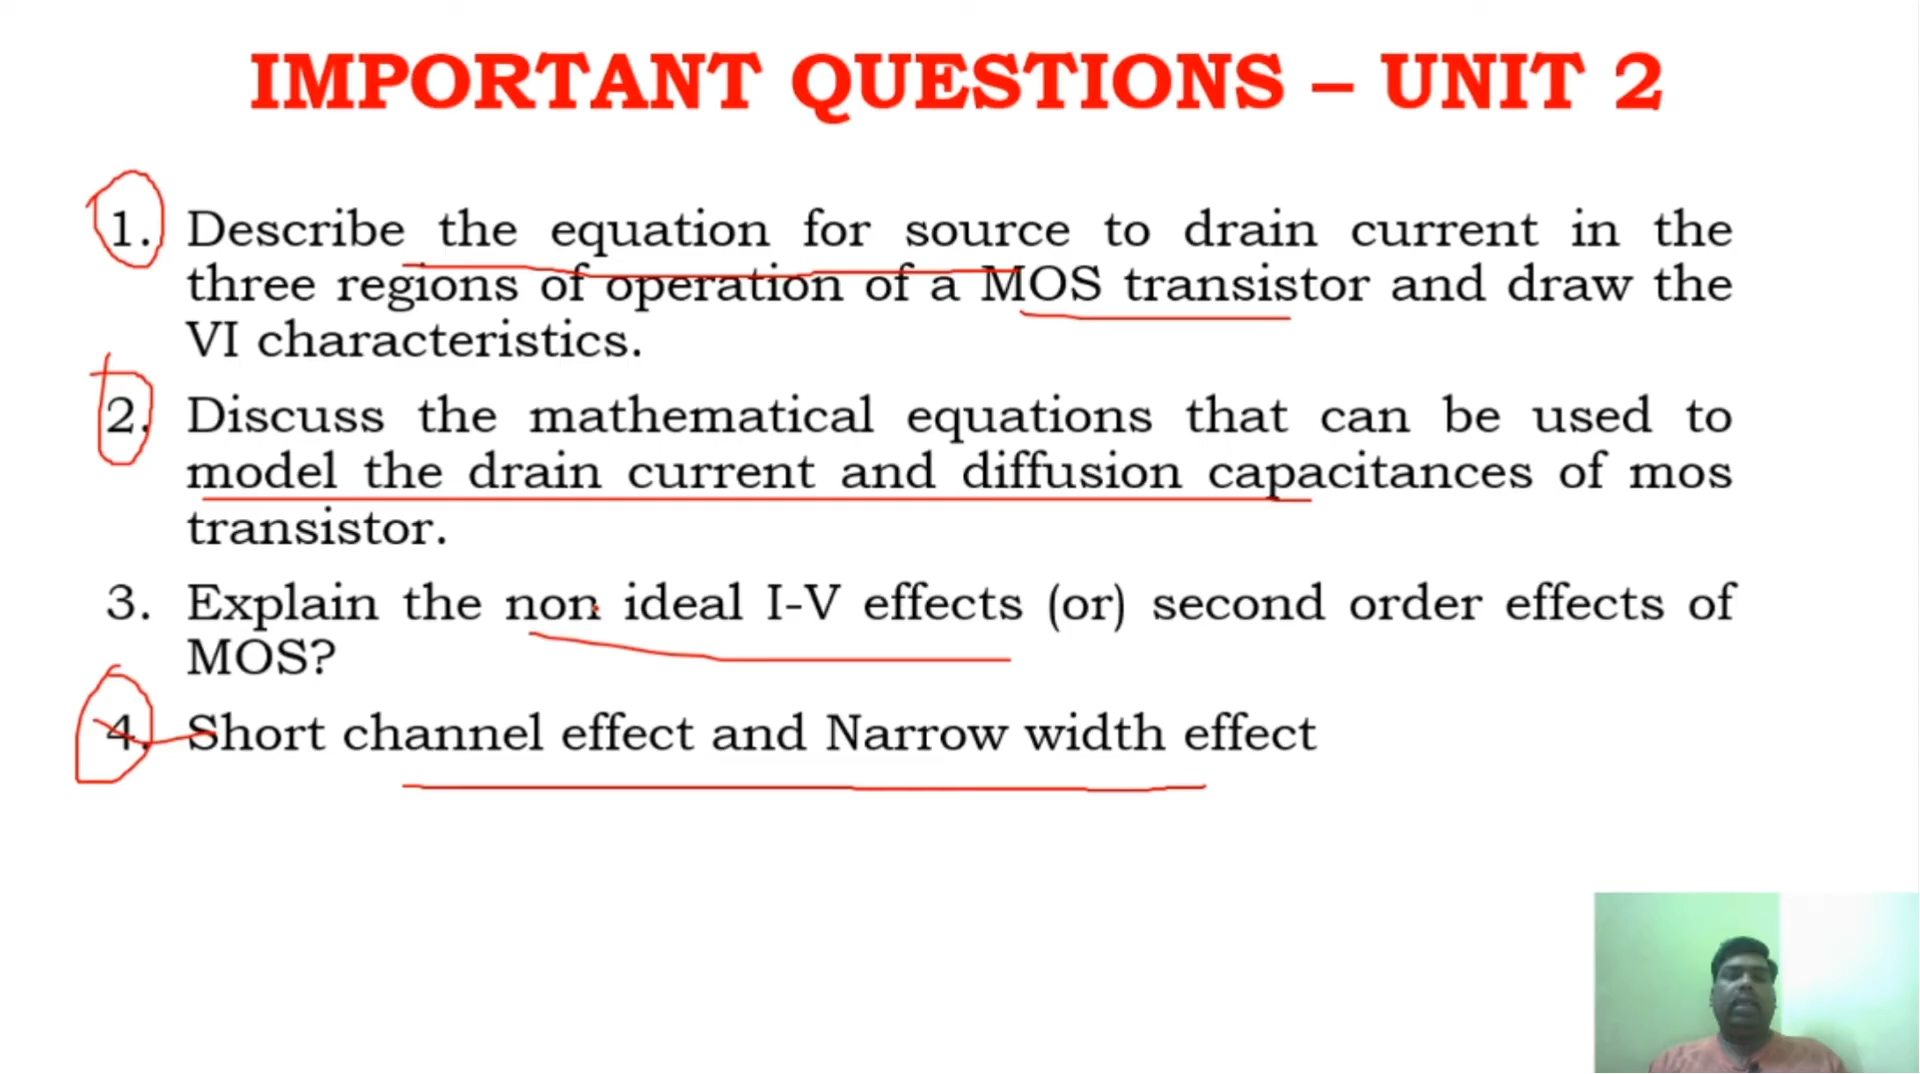 IMPORTANT QUESTIONS – UNIT 2
1. Describe the equation for source to drain current in the
three regions of operation of a MOS transistor and draw the
VI characteristics.
2. Discuss the mathematical equations that can be used to
model the drain current and diffusion capacitances of mos
transistor.
3. Explain the non ideal I-V effects (or) second order effects of
MOS?
4. Short channel effect and Narrow width effect